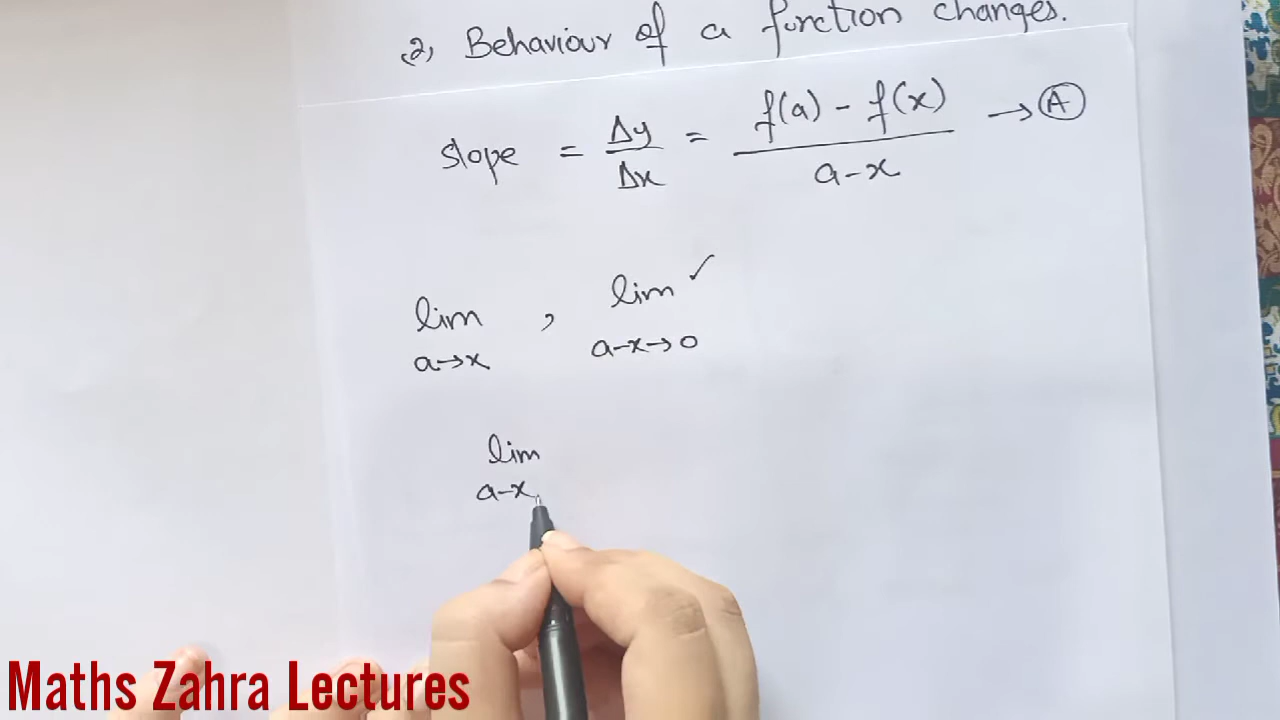 (2), Behaviour of a function changes.
slope = Δy/Δx = f(a) - f(x) / a-x → Ⓐ
lim a→x , lim a-x→0 ✓
lim a-x
Maths Zahra Lectures